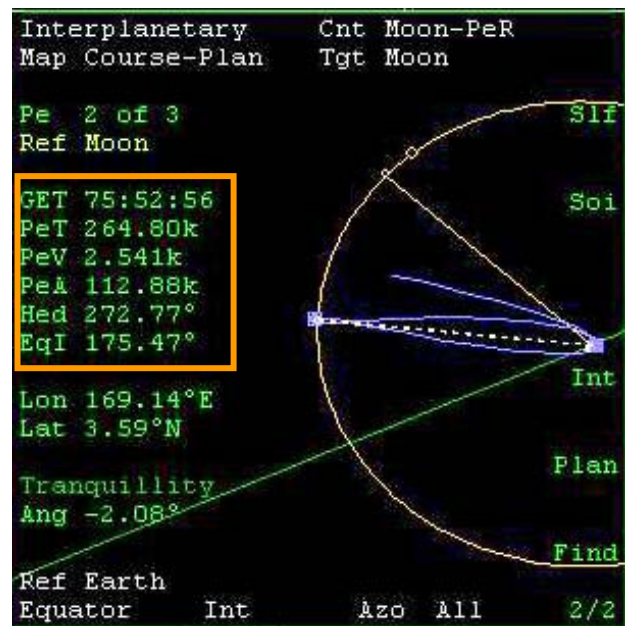 Interplanetary Cnt Moon-PeR
Map Course-Plan Tgt Moon
Pe 2 of 3 Slf
Ref Moon
GET 75:52:56 Soi
PeT 264.80k
PeV 2.541k
PeA 112.88k
Hed 272.77°
EqI 175.47°
Int
Lon 169.14°E
Lat 3.59°N
Plan
Tranquillity
Ang -2.08°
Find
Ref Earth
Equator Int Azo All 2/2